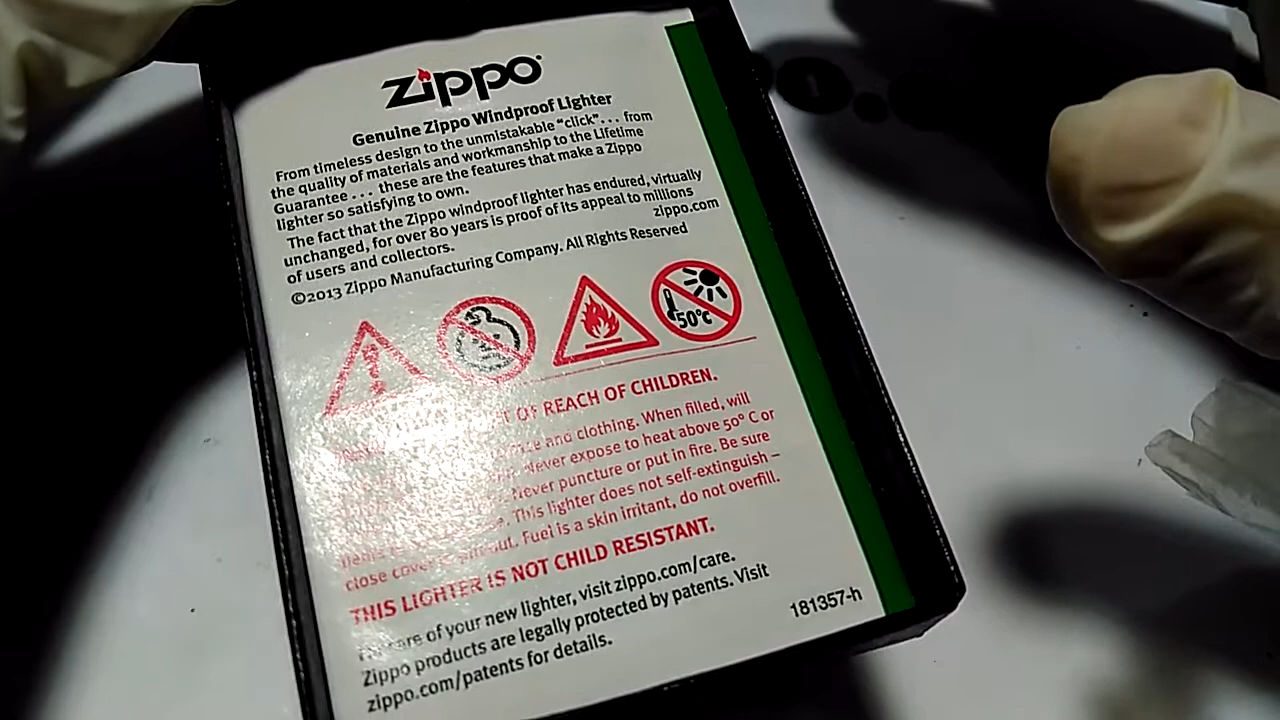 zippo
Genuine Zippo Windproof Lighter
From timeless design to the unmistakable "click"... from
the quality of materials and workmanship to the Lifetime
Guarantee... these are the features that make a Zippo
lighter so satisfying to own.
The fact that the Zippo windproof lighter has endured, virtually
unchanged, for over 80 years is proof of its appeal to millions
of users and collectors.
zippo.com
©2013 Zippo Manufacturing Company. All Rights Reserved
50°C
OF REACH OF CHILDREN.
and clothing. When filled, will
Never expose to heat above 50° C or
Never puncture or put in fire. Be sure
This lighter does not self-extinguish –
close cover out. Fuel is a skin irritant, do not overfill.
THIS LIGHTER IS NOT CHILD RESISTANT.
care of your new lighter, visit zippo.com/care.
Zippo products are legally protected by patents. Visit
zippo.com/patents for details.
181357-h